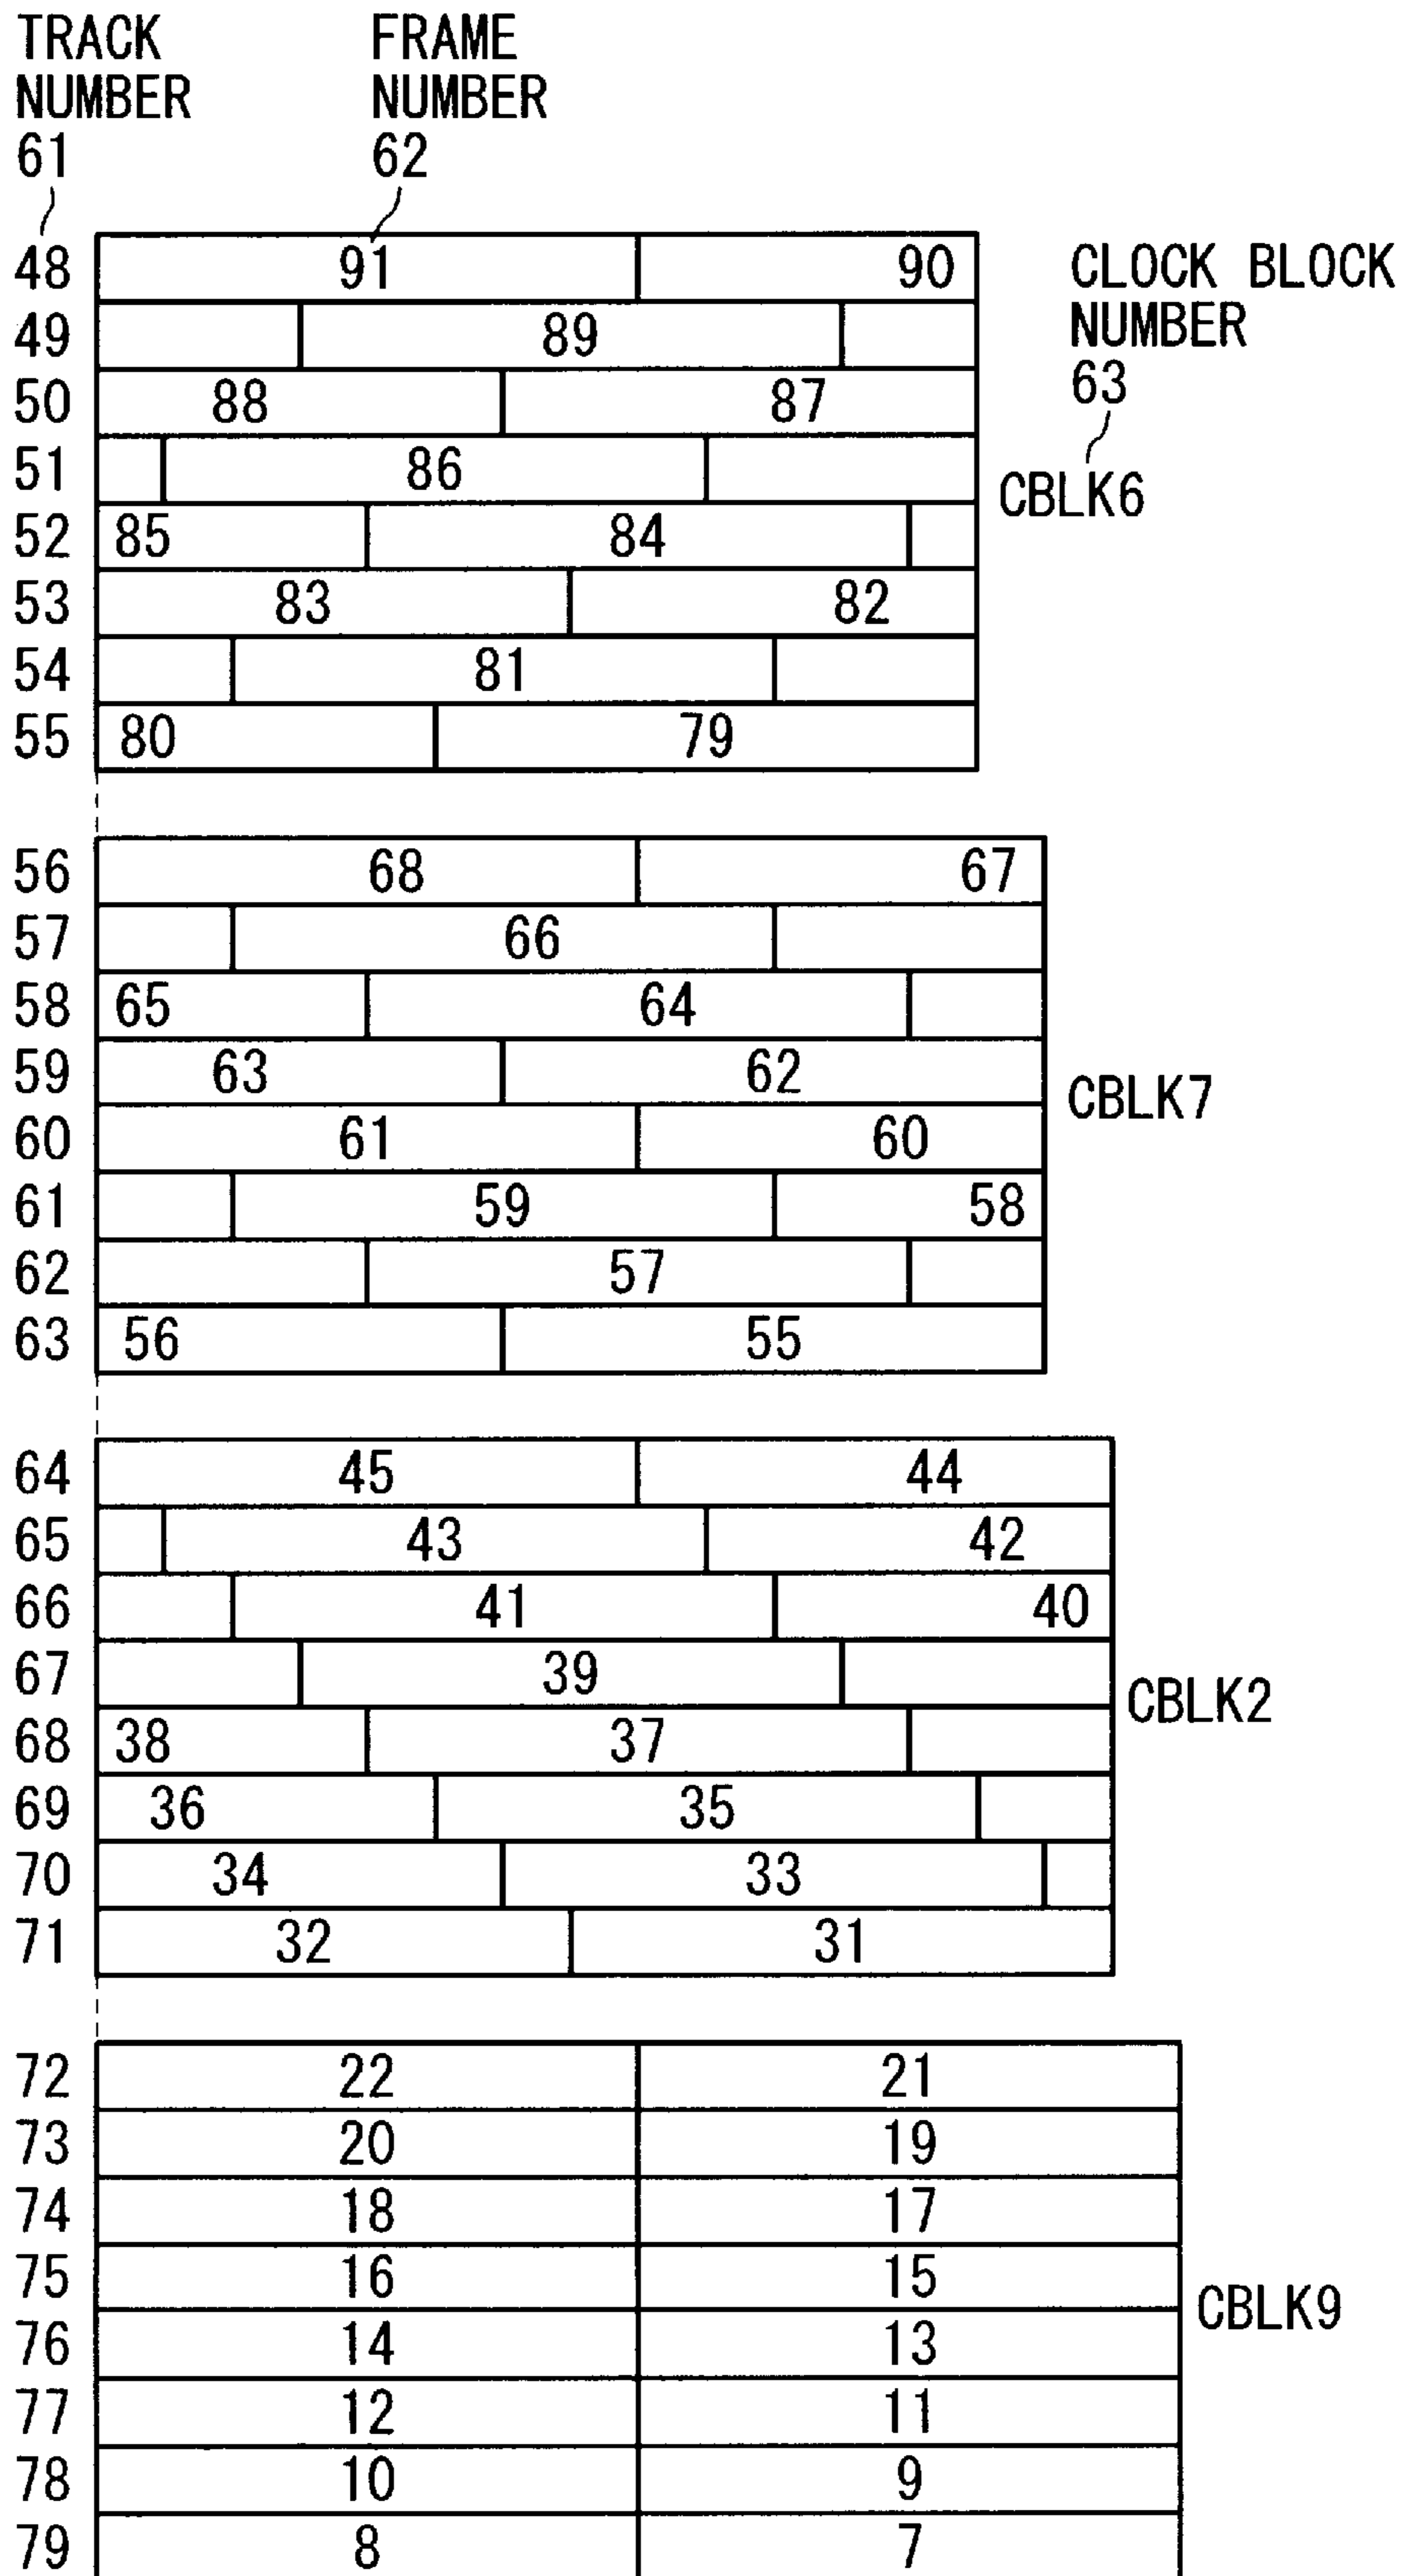 TRACK NUMBER 61
FRAME NUMBER 62
CLOCK BLOCK NUMBER 63
48 91 90
49 89
50 88 87
51 86
CBLK6
52 85 84
53 83 82
54 81
55 80 79
56 68 67
57 66
58 65 64
59 63 62
CBLK7
60 61 60
61 59 58
62 57
63 56 55
64 45 44
65 43 42
66 41 40
67 39
CBLK2
68 38 37
69 36 35
70 34 33
71 32 31
72 22 21
73 20 19
74 18 17
75 16 15
CBLK9
76 14 13
77 12 11
78 10 9
79 8 7